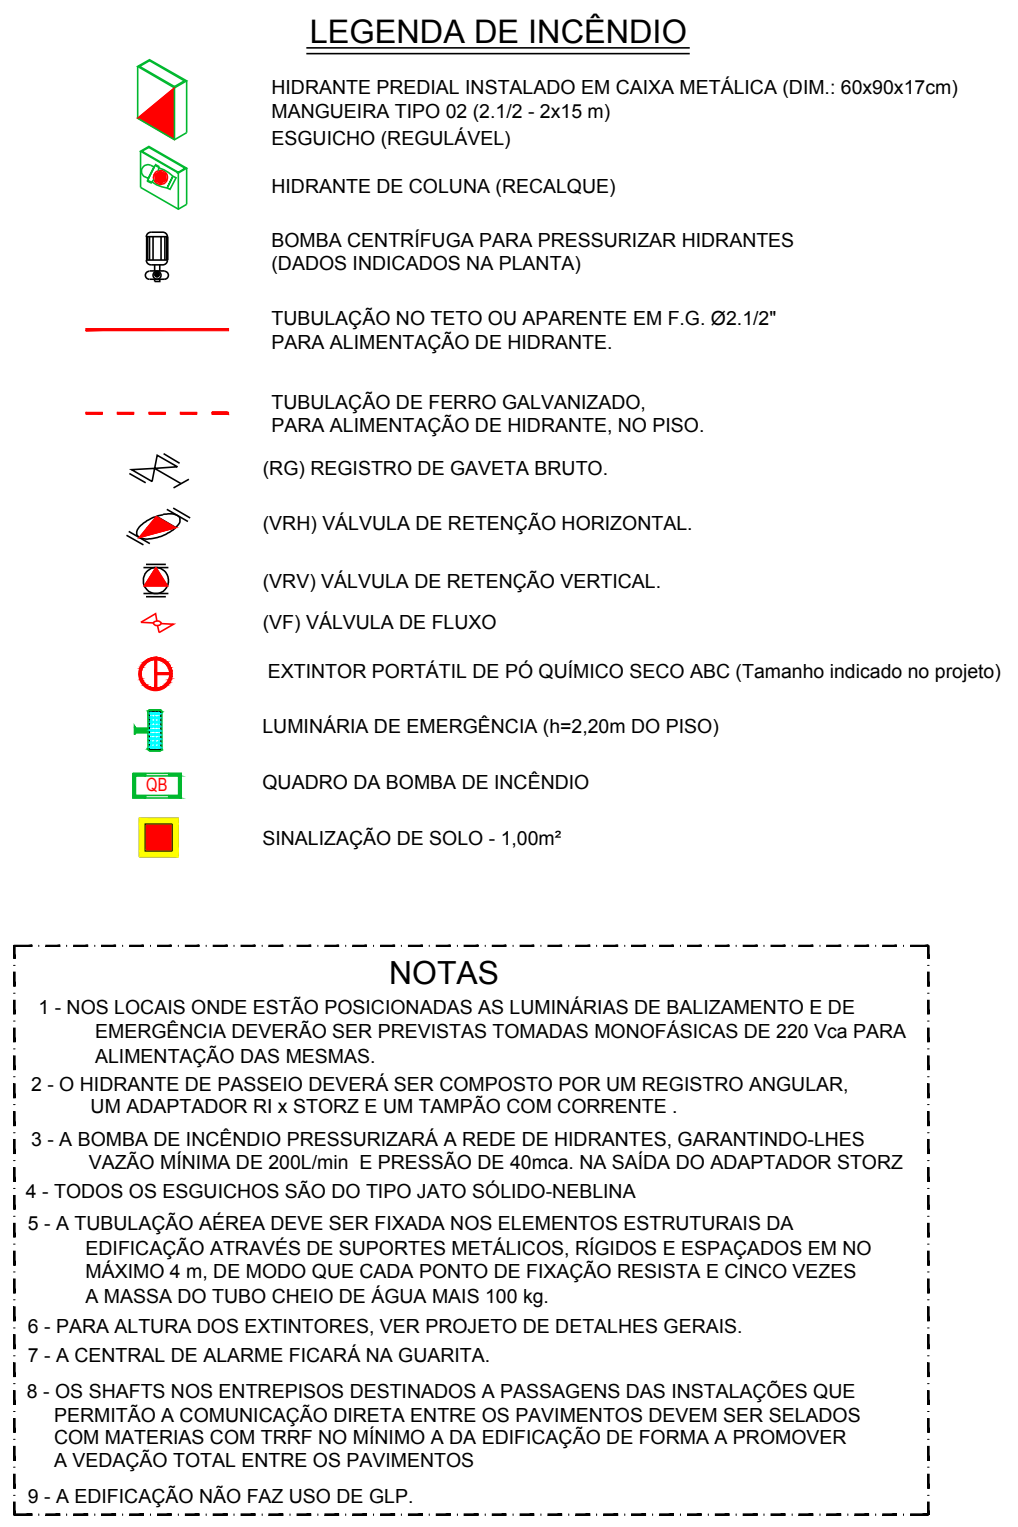 LEGENDA DE INCÊNDIO
HIDRANTE PREDIAL INSTALADO EM CAIXA METÁLICA (DIM.: 60x90x17cm)
MANGUEIRA TIPO 02 (2.1/2 - 2x15 m)
ESGUICHO (REGULÁVEL)
HIDRANTE DE COLUNA (RECALQUE)
BOMBA CENTRÍFUGA PARA PRESSURIZAR HIDRANTES
(DADOS INDICADOS NA PLANTA)
TUBULAÇÃO NO TETO OU APARENTE EM F.G. Ø2.1/2"
PARA ALIMENTAÇÃO DE HIDRANTE.
TUBULAÇÃO DE FERRO GALVANIZADO,
PARA ALIMENTAÇÃO DE HIDRANTE, NO PISO.
(RG) REGISTRO DE GAVETA BRUTO.
(VRH) VÁLVULA DE RETENÇÃO HORIZONTAL.
(VRV) VÁLVULA DE RETENÇÃO VERTICAL.
(VF) VÁLVULA DE FLUXO
EXTINTOR PORTÁTIL DE PÓ QUÍMICO SECO ABC (Tamanho indicado no projeto)
LUMINÁRIA DE EMERGÊNCIA (h=2,20m DO PISO)
QB QUADRO DA BOMBA DE INCÊNDIO
SINALIZAÇÃO DE SOLO - 1,00m²
NOTAS
1 - NOS LOCAIS ONDE ESTÃO POSICIONADAS AS LUMINÁRIAS DE BALIZAMENTO E DE
EMERGÊNCIA DEVERÃO SER PREVISTAS TOMADAS MONOFÁSICAS DE 220 Vca PARA
ALIMENTAÇÃO DAS MESMAS.
2 - O HIDRANTE DE PASSEIO DEVERÁ SER COMPOSTO POR UM REGISTRO ANGULAR,
UM ADAPTADOR RI x STORZ E UM TAMPÃO COM CORRENTE .
3 - A BOMBA DE INCÊNDIO PRESSURIZARÁ A REDE DE HIDRANTES, GARANTINDO-LHES
VAZÃO MÍNIMA DE 200L/min E PRESSÃO DE 40mca. NA SAÍDA DO ADAPTADOR STORZ
4 - TODOS OS ESGUICHOS SÃO DO TIPO JATO SÓLIDO-NEBLINA
5 - A TUBULAÇÃO AÉREA DEVE SER FIXADA NOS ELEMENTOS ESTRUTURAIS DA
EDIFICAÇÃO ATRAVÉS DE SUPORTES METÁLICOS, RÍGIDOS E ESPAÇADOS EM NO
MÁXIMO 4 m, DE MODO QUE CADA PONTO DE FIXAÇÃO RESISTA E CINCO VEZES
A MASSA DO TUBO CHEIO DE ÁGUA MAIS 100 kg.
6 - PARA ALTURA DOS EXTINTORES, VER PROJETO DE DETALHES GERAIS.
7 - A CENTRAL DE ALARME FICARÁ NA GUARITA.
8 - OS SHAFTS NOS ENTREPISOS DESTINADOS A PASSAGENS DAS INSTALAÇÕES QUE
PERMITÃO A COMUNICAÇÃO DIRETA ENTRE OS PAVIMENTOS DEVEM SER SELADOS
COM MATERIAS COM TRRF NO MÍNIMO A DA EDIFICAÇÃO DE FORMA A PROMOVER
A VEDAÇÃO TOTAL ENTRE OS PAVIMENTOS
9 - A EDIFICAÇÃO NÃO FAZ USO DE GLP.